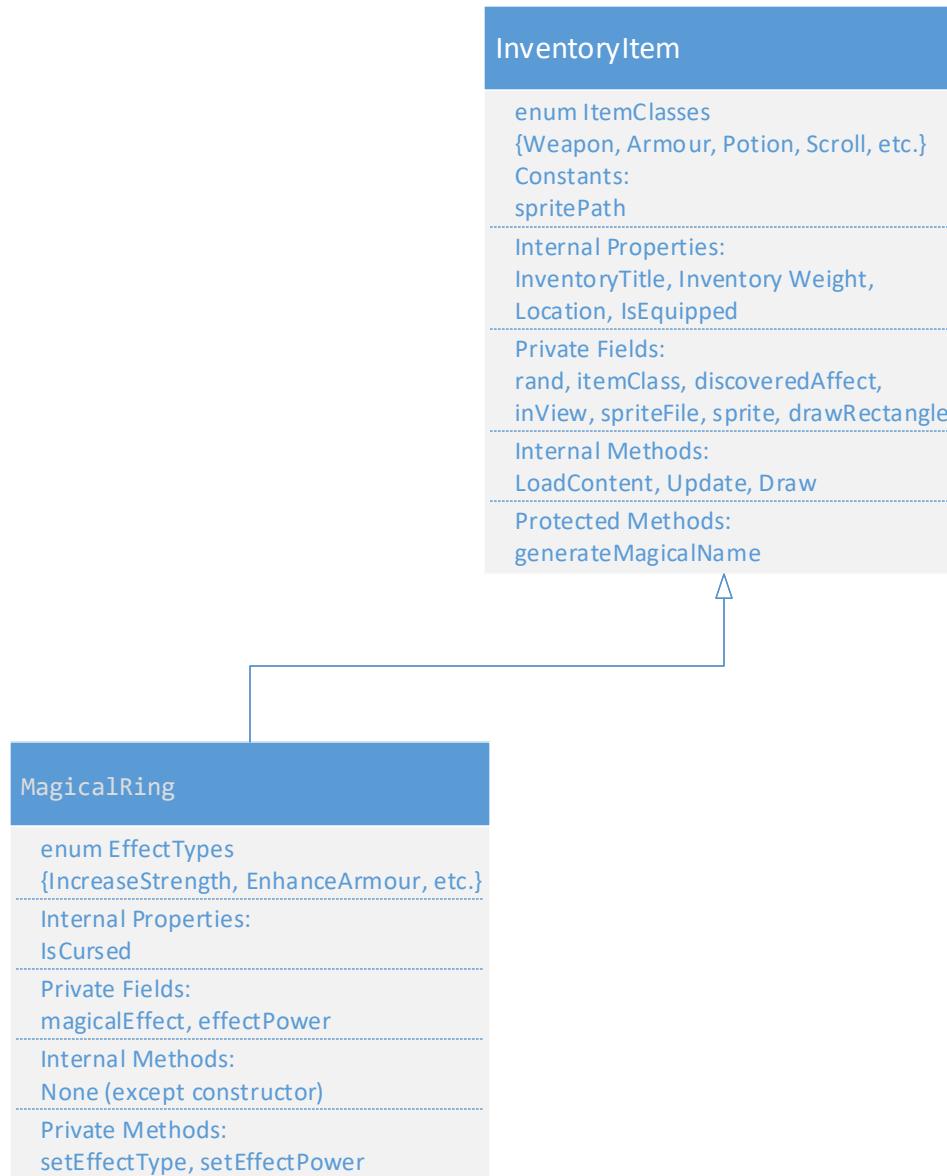 InventoryItem
enum ItemClasses
{Weapon, Armour, Potion, Scroll, etc.}
Constants:
spritePath
Internal Properties:
InventoryTitle, Inventory Weight,
Location, IsEquipped
Private Fields:
rand, itemClass, discoveredAffect,
inView, spriteFile, sprite, drawRectangle
Internal Methods:
LoadContent, Update, Draw
Protected Methods:
generateMagicalName
MagicalRing
enum EffectTypes
{IncreaseStrength, EnhanceArmour, etc.}
Internal Properties:
IsCursed
Private Fields:
magicalEffect, effectPower
Internal Methods:
None (except constructor)
Private Methods:
setEffectType, setEffectPower